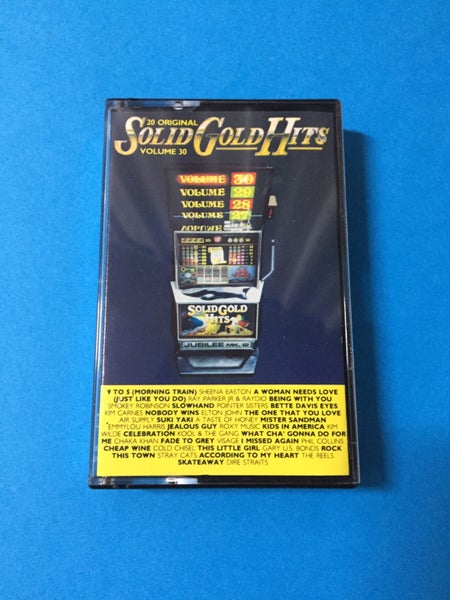 20 ORIGINAL
SOLID GOLD HITS
VOLUME 30
VOLUME 30
VOLUME 29
VOLUME 28
VOLUME 27
SOLID GOLD
HITS
JUBILEE MK. III
9 TO 5 (MORNING TRAIN) SHEENA EASTON A WOMAN NEEDS LOVE
(JUST LIKE YOU DO) RAY PARKER JR & RAYDIO BEING WITH YOU
SMOKEY ROBINSON SLOWHAND POINTER SISTERS BETTE DAVIS EYES
KIM CARNES NOBODY WINS ELTON JOHN THE ONE THAT YOU LOVE
AIR SUPPLY SUKI YAKI A TASTE OF HONEY MISTER SANDMAN
EMMYLOU HARRIS JEALOUS GUY ROXY MUSIC KIDS IN AMERICA KIM
WILDE CELEBRATION KOOL & THE GANG WHAT CHA' GONNA DO FOR
ME CHAKA KHAN FADE TO GREY VISAGE I MISSED AGAIN PHIL COLLINS
CHEAP WINE COLD CHISEL THIS LITTLE GIRL GARY U.S. BONDS ROCK
THIS TOWN STRAY CATS ACCORDING TO MY HEART THE REELS
SKATEAWAY DIRE STRAITS